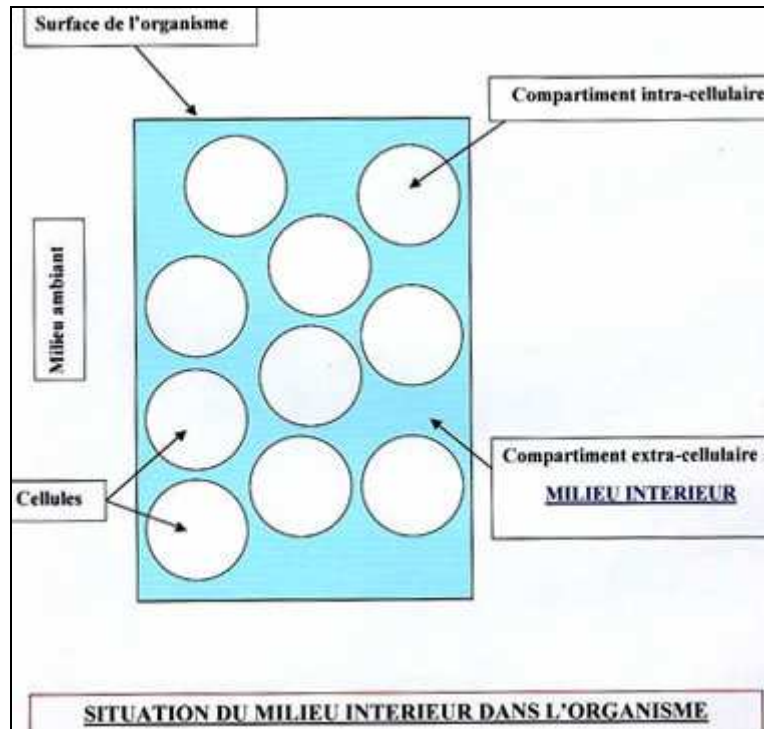 Surface de l'organisme
Compartiment intra-cellulaire
Milieu ambiant
Compartiment extra-cellulaire :
MILIEU INTERIEUR
Cellules
SITUATION DU MILIEU INTERIEUR DANS L'ORGANISME